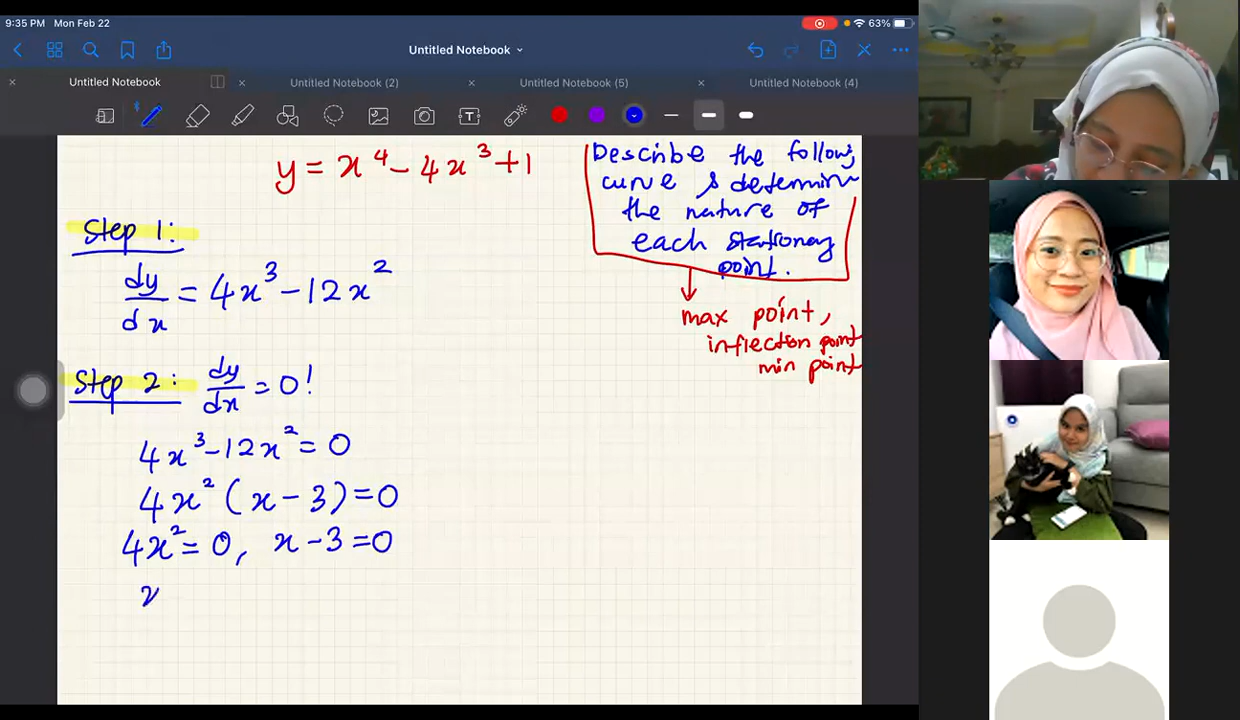 9:35 PM Mon Feb 22
63%
Untitled Notebook
Untitled Notebook
Untitled Notebook (2)
Untitled Notebook (5)
Untitled Notebook (4)
T
y = x⁴ - 4x³ + 1
Describe the follow
curve & determin
the nature of
each stationary
point.
max point,
inflection point
min point
Step 1:
dy/dx = 4x³ - 12x²
Step 2: dy/dx = 0!
4x³ - 12x² = 0
4x² (x - 3) = 0
4x² = 0, x - 3 = 0